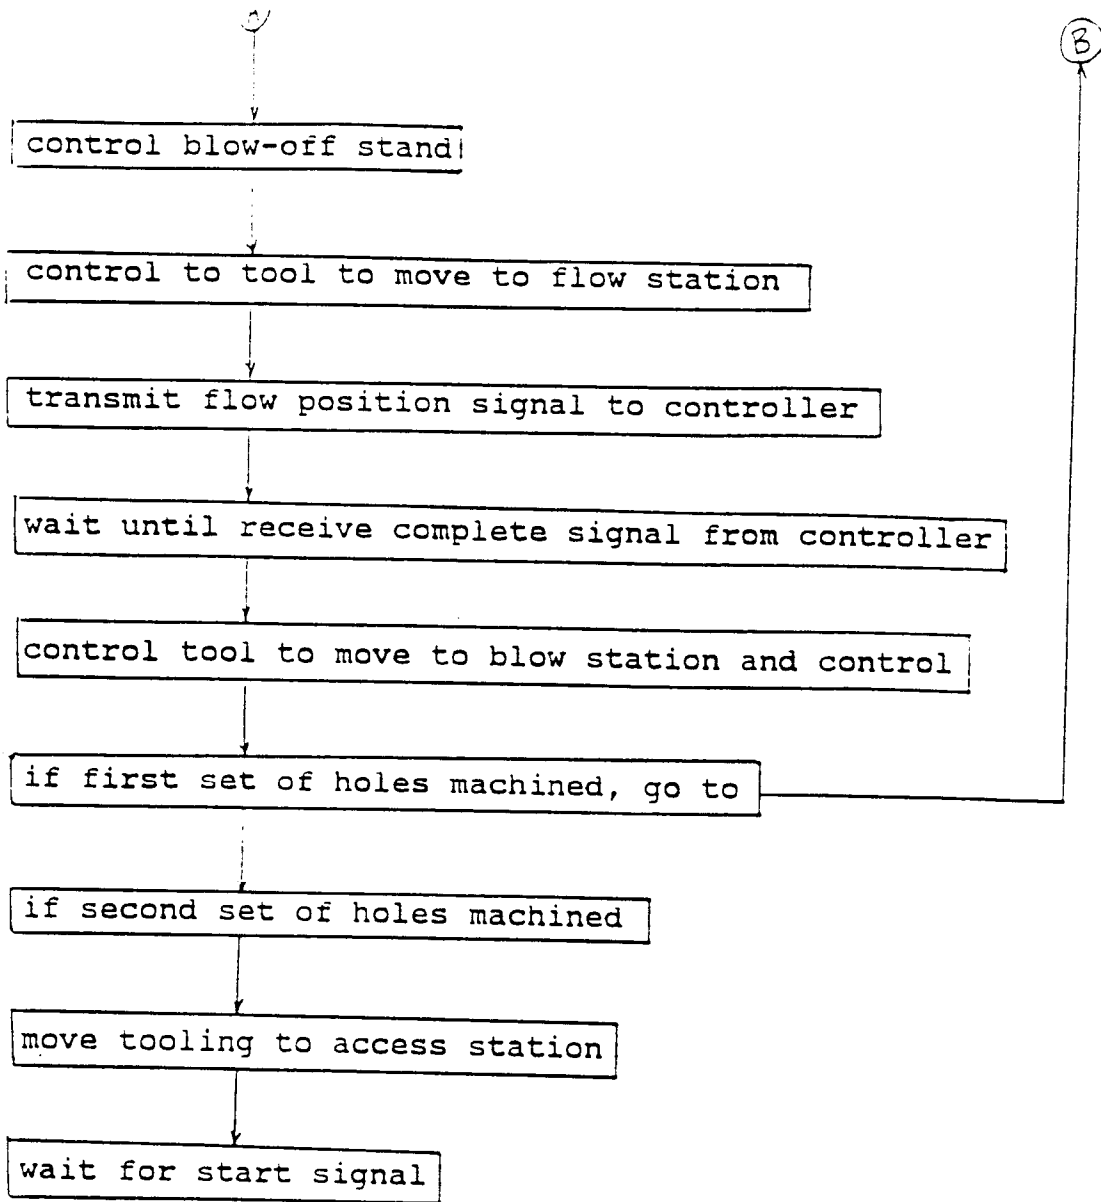 B
control blow-off stand
control to tool to move to flow station
transmit flow position signal to controller
wait until receive complete signal from controller
control tool to move to blow station and control
if first set of holes machined, go to
if second set of holes machined
move tooling to access station
wait for start signal